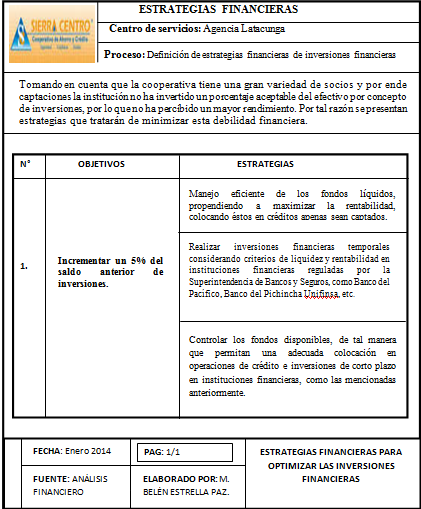 ESTRATEGIAS FINANCIERAS
SIERRA CENTRO
Cooperativa de Ahorro y Crédito
Centro de servicios: Agencia Latacunga
Proceso: Definición de estrategias financieras de inversiones financieras
Tomando en cuenta que la cooperativa tiene una gran variedad de socios y por ende
captaciones la institución no ha invertido un porcentaje aceptable del efectivo por concepto
de inversiones, por lo que no ha percibido un mayor rendimiento. Por tal razón se presentan
estrategias que tratarán de minimizar esta debilidad financiera.
N° OBJETIVOS ESTRATEGIAS
1.
Incrementar un 5% del
saldo anterior de
inversiones.
Manejo eficiente de los fondos líquidos,
propendiendo a maximizar la rentabilidad,
colocando éstos en créditos apenas sean captados.
Realizar inversiones financieras temporales
considerando criterios de liquidez y rentabilidad en
instituciones financieras reguladas por la
Superintendencia de Bancos y Seguros, como Banco del
Pacifico, Banco del Pichincha Unifinsa, etc.
Controlar los fondos disponibles, de tal manera
que permitan una adecuada colocación en
operaciones de crédito e inversiones de corto plazo
en instituciones financieras, como las mencionadas
anteriormente.
FECHA: Enero 2014
PAG: 1/1
FUENTE: ANÁLISIS
FINANCIERO
ELABORADO POR: M.
BELÉN ESTRELLA PAZ.
ESTRATEGIAS FINANCIERAS PARA
OPTIMIZAR LAS INVERSIONES
FINANCIERAS